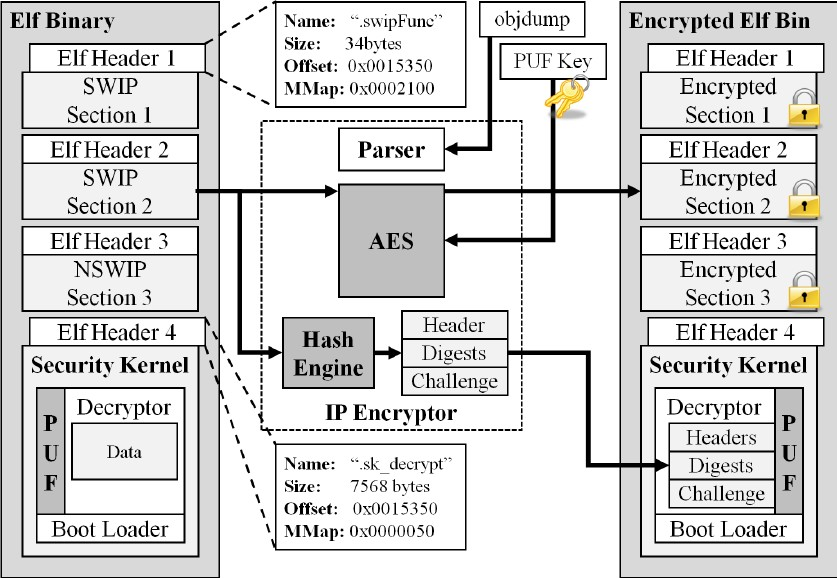 Elf Binary
Elf Header 1
SWIP
Section 1
Elf Header 2
SWIP
Section 2
Elf Header 3
NSWIP
Section 3
Elf Header 4
Security Kernel
PUF
Decryptor
Data
Boot Loader
Name: “.swipFunc”
Size: 34bytes
Offset: 0x0015350
MMap: 0x0002100
objdump
PUF Key
Parser
AES
Hash
Engine
Header
Digests
Challenge
IP Encryptor
Name: “.sk_decrypt”
Size: 7568 bytes
Offset: 0x0015350
MMap: 0x0000050
Encrypted Elf Bin
Elf Header 1
Encrypted
Section 1
Elf Header 2
Encrypted
Section 2
Elf Header 3
Encrypted
Section 3
Elf Header 4
Security Kernel
Decryptor
Headers
Digests
Challenge
PUF
Boot Loader